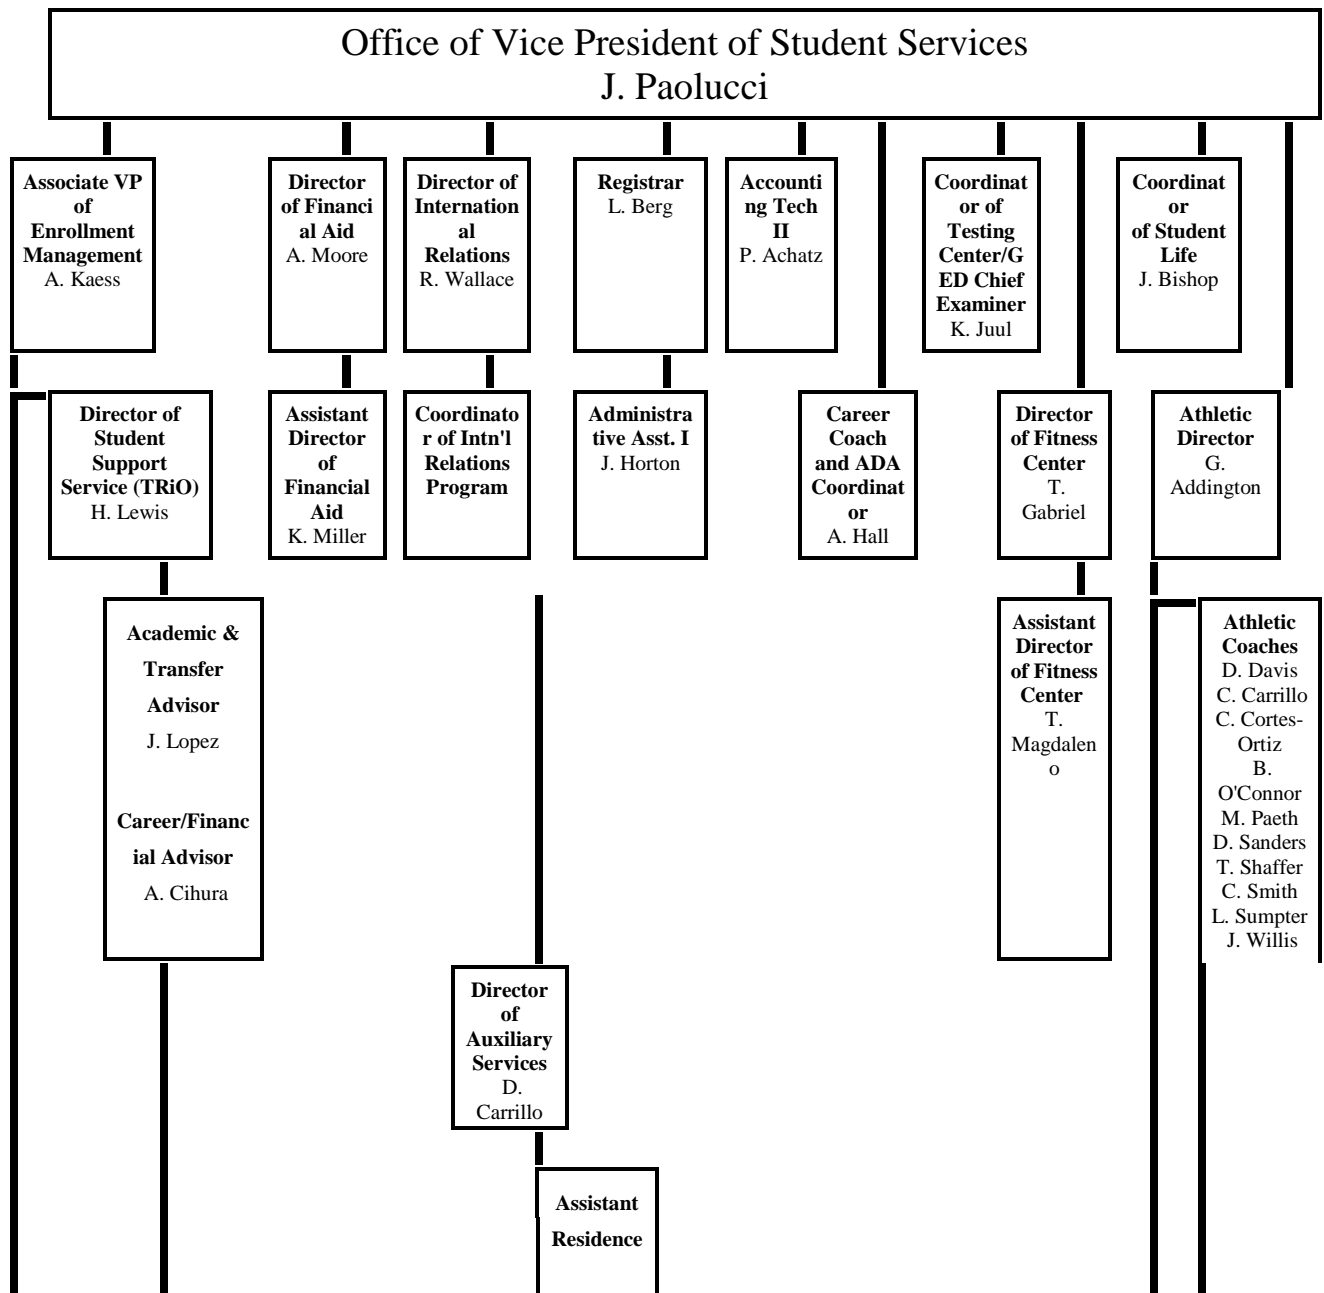 Office of Vice President of Student Services
J. Paolucci
Associate VP
of
Enrollment
Management
A. Kaess
Director
of Financi
al Aid
A. Moore
Director of
Internation
al
Relations
R. Wallace
Registrar
L. Berg
Accounti
ng Tech
II
P. Achatz
Coordinat
or of
Testing
Center/G
ED Chief
Examiner
K. Juul
Coordinat
or
of Student
Life
J. Bishop
Director of
Student
Support
Service (TRiO)
H. Lewis
Assistant
Director
of
Financial
Aid
K. Miller
Coordinato
r of Intn'l
Relations
Program
Administra
tive Asst. I
J. Horton
Career
Coach
and ADA
Coordinat
or
A. Hall
Director
of Fitness
Center
T.
Gabriel
Athletic
Director
G.
Addington
Academic &
Transfer
Advisor
J. Lopez
Career/Financ
ial Advisor
A. Cihura
Assistant
Director
of Fitness
Center
T.
Magdalen
o
Athletic
Coaches
D. Davis
C. Carrillo
C. Cortes-
Ortiz
B.
O'Connor
M. Paeth
D. Sanders
T. Shaffer
C. Smith
L. Sumpter
J. Willis
Director
of
Auxiliary
Services
D.
Carrillo
Assistant
Residence